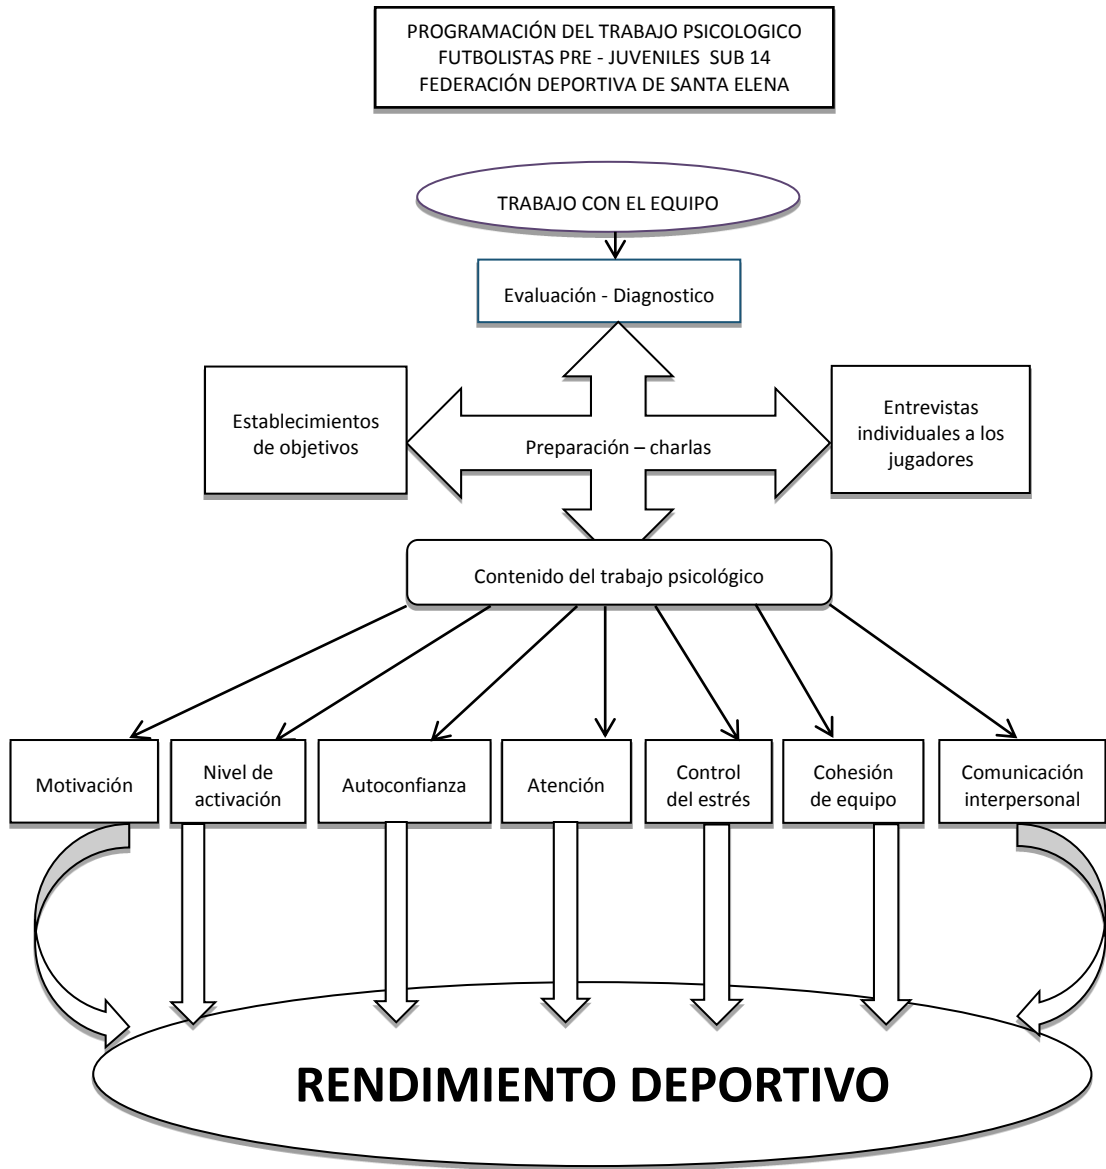 PROGRAMACIÓN DEL TRABAJO PSICOLOGICO
FUTBOLISTAS PRE - JUVENILES  SUB 14
FEDERACIÓN DEPORTIVA DE SANTA ELENA
TRABAJO CON EL EQUIPO
Evaluación - Diagnostico
Establecimientos
de objetivos
Preparación – charlas
Entrevistas
individuales a los
jugadores
Contenido del trabajo psicológico
Motivación
Nivel de
activación
Autoconfianza
Atención
Control
del estrés
Cohesión
de equipo
Comunicación
interpersonal
RENDIMIENTO DEPORTIVO